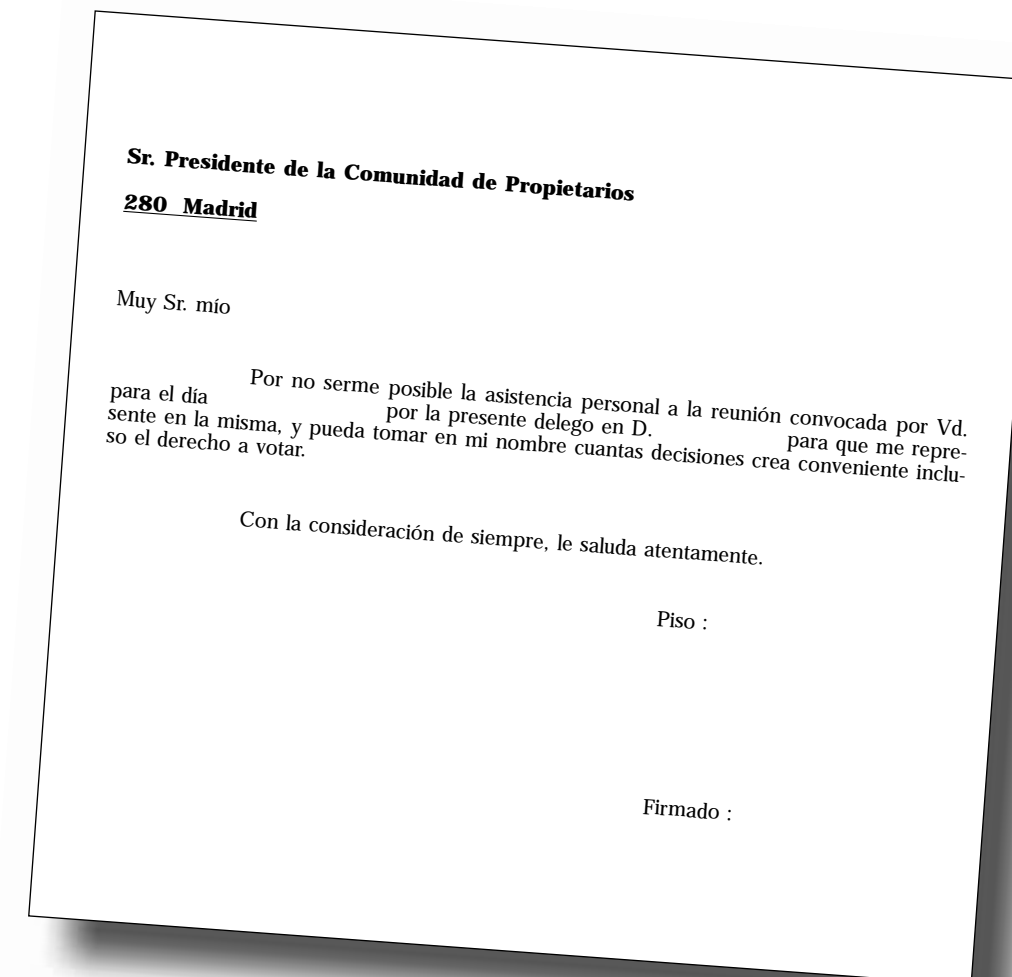 Sr. Presidente de la Comunidad de Propietarios
280 Madrid
Muy Sr. mío
Por no serme posible la asistencia personal a la reunión convocada por Vd.
para el día por la presente delego en D. para que me repre-
sente en la misma, y pueda tomar en mi nombre cuantas decisiones crea conveniente inclu-
so el derecho a votar.
Con la consideración de siempre, le saluda atentamente.
Piso :
Firmado :